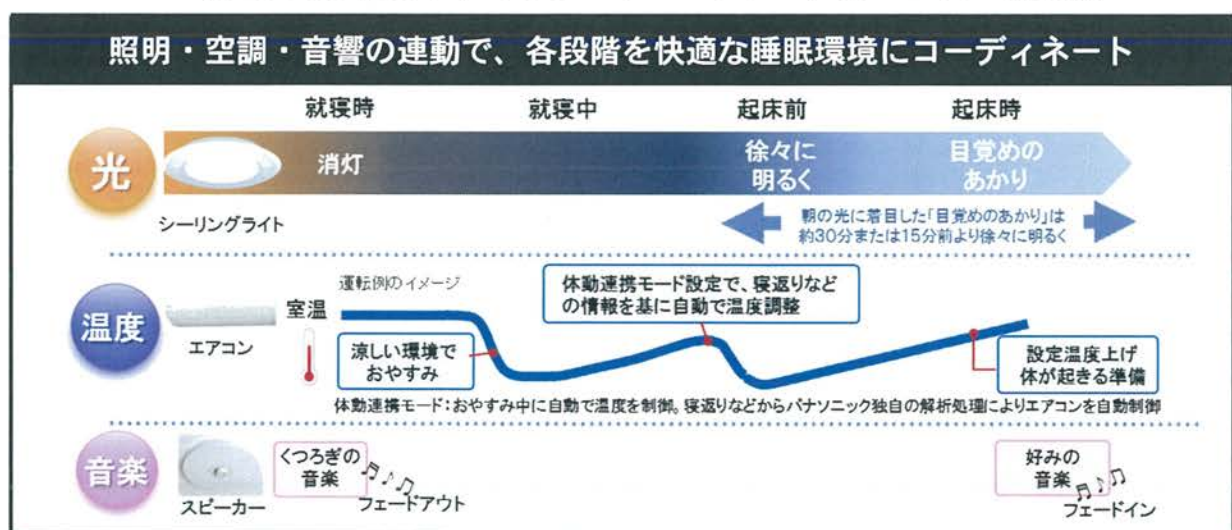 照明・空調・音響の連動で、各段階を快適な睡眠環境にコーディネート
就寝時
就寝中
起床前
起床時
光
消灯
徐々に
明るく
目覚めの
あかり
シーリングライト
朝の光に着目した「目覚めのあかり」は
約30分または15分前より徐々に明るく
運転例のイメージ
体動連携モード設定で、寝返りなど
の情報を基に自動で温度調整
温度
エアコン
室温
涼しい環境で
おやすみ
設定温度上げ
体が起きる準備
体動連携モード:おやすみ中に自動で温度を制御。寝返りなどからパナソニック独自の解析処理によりエアコンを自動制御
音楽
スピーカー
くつろぎの
音楽
フェードアウト
好みの
音楽
フェードイン